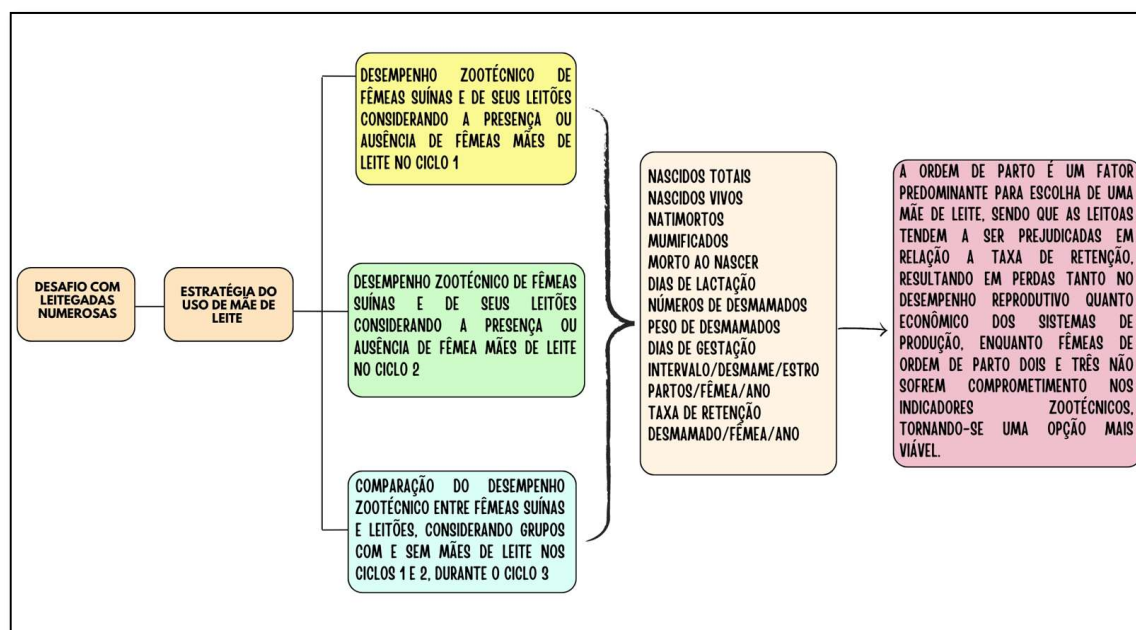 DESAFIO COM
LEITEGADAS
NUMEROSAS
ESTRATÉGIA DO
USO DE MÃE DE
LEITE
DESEMPENHO ZOOTÉCNICO DE
FÊMEAS SUÍNAS E DE SEUS LEITÕES
CONSIDERANDO A PRESENÇA OU
AUSÊNCIA DE FÊMEAS MÃES DE
LEITE NO CICLO 1
DESEMPENHO ZOOTÉCNICO DE FÊMEAS
SUÍNAS E DE SEUS LEITÕES
CONSIDERANDO A PRESENÇA OU
AUSÊNCIA DE FÊMEA MÃES DE LEITE
NO CICLO 2
COMPARAÇÃO DO DESEMPENHO
ZOOTÉCNICO ENTRE FÊMEAS SUÍNAS
E LEITÕES, CONSIDERANDO GRUPOS
COM E SEM MÃES DE LEITE NOS
CICLOS 1 E 2, DURANTE O CICLO 3
NASCIDOS TOTAIS
NASCIDOS VIVOS
NATIMORTOS
MUMIFICADOS
MORTO AO NASCER
DIAS DE LACTAÇÃO
NÚMEROS DE DESMAMADOS
PESO DE DESMAMADOS
DIAS DE GESTAÇÃO
INTERVALO/DESMAME/ESTRO
PARTOS/FÊMEA/ANO
TAXA DE RETENÇÃO
DESMAMADO/FÊMEA/ANO
A ORDEM DE PARTO É UM FATOR
PREDOMINANTE PARA ESCOLHA DE UMA
MÃE DE LEITE, SENDO QUE AS LEITOAS
TENDEM A SER PREJUDICADAS EM
RELAÇÃO A TAXA DE RETENÇÃO,
RESULTANDO EM PERDAS TANTO NO
DESEMPENHO REPRODUTIVO QUANTO
ECONÔMICO DOS SISTEMAS DE
PRODUÇÃO, ENQUANTO FÊMEAS DE
ORDEM DE PARTO DOIS E TRÊS NÃO
SOFREM COMPROMETIMENTO NOS
INDICADORES ZOOTÉCNICOS,
TORNANDO-SE UMA OPÇÃO MAIS
VIÁVEL.